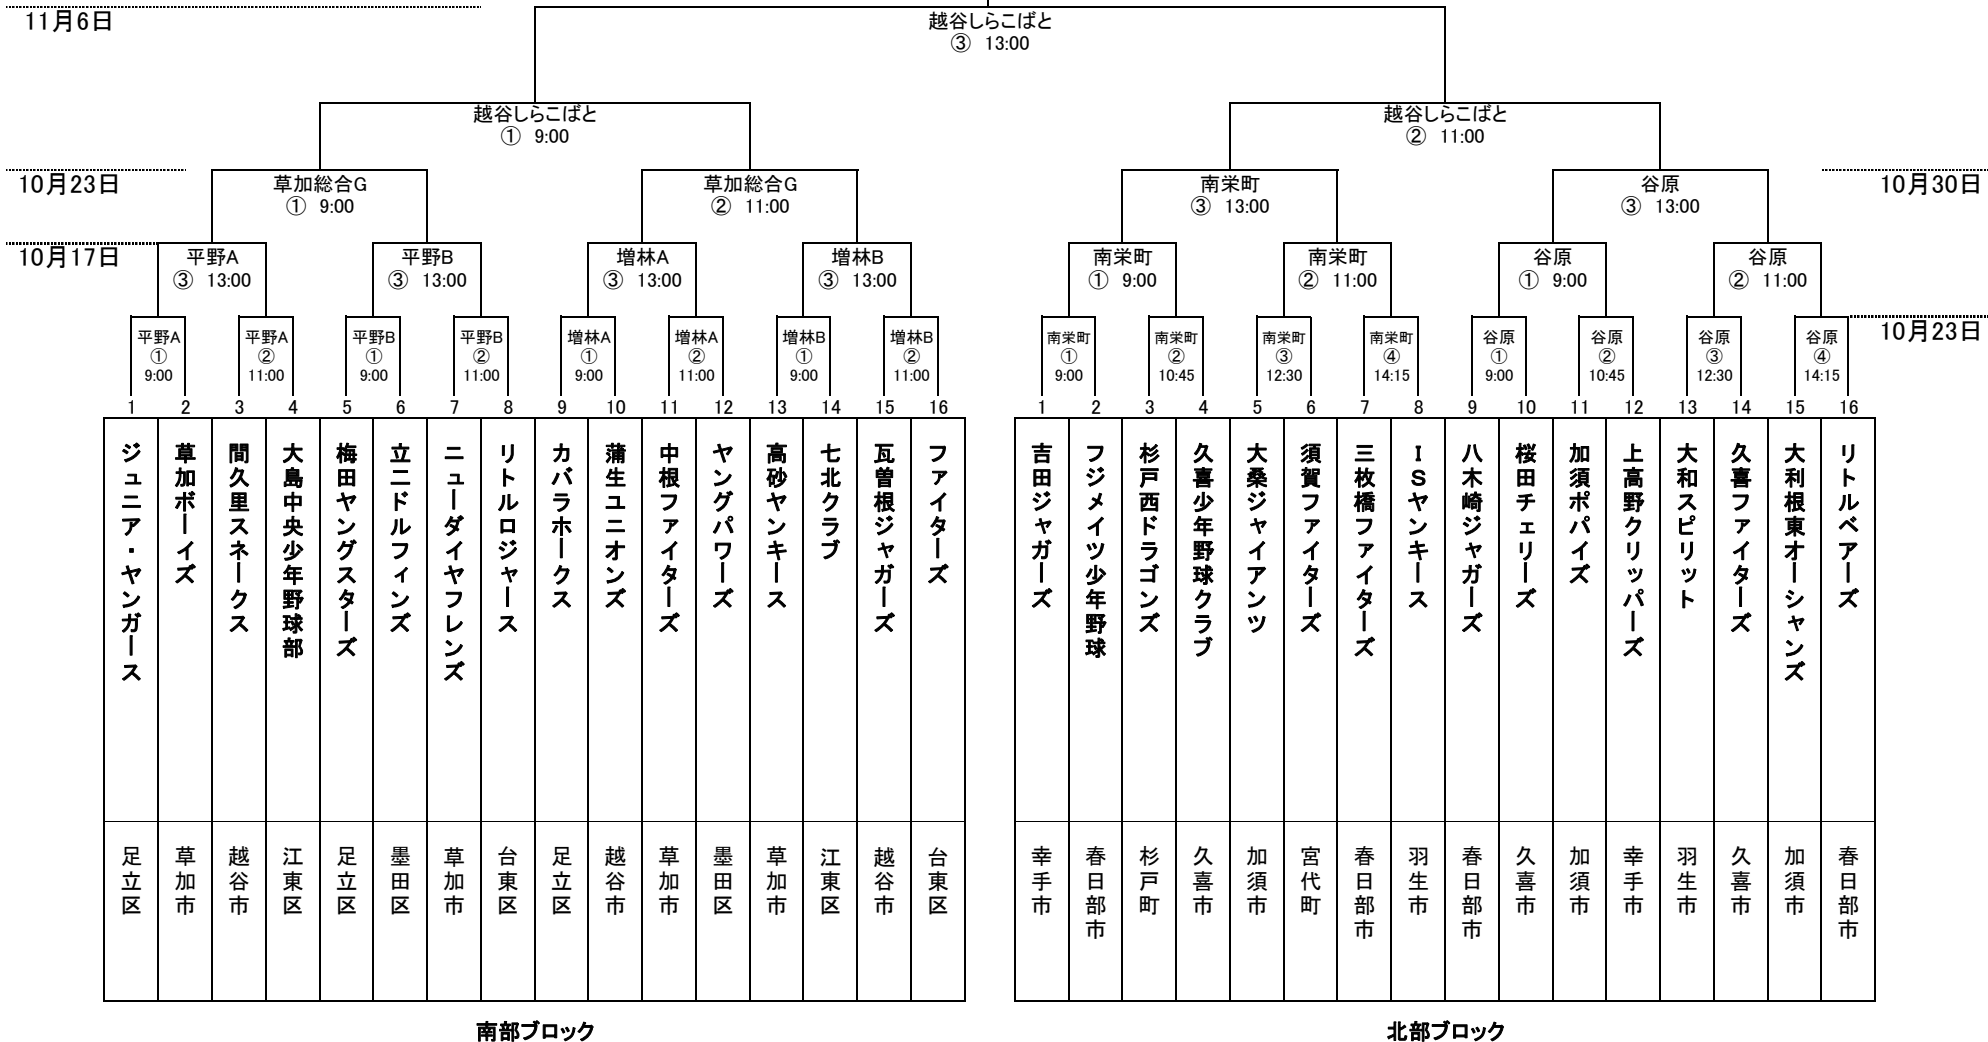 11月6日
越谷しらこばと
③ 13:00
越谷しらこばと
① 9:00
越谷しらこばと
② 11:00
10月23日
草加総合G
① 9:00
草加総合G
② 11:00
南栄町
③ 13:00
谷原
③ 13:00
10月30日
10月17日
平野A
③ 13:00
平野B
③ 13:00
増林A
③ 13:00
増林B
③ 13:00
南栄町
① 9:00
南栄町
② 11:00
谷原
① 9:00
谷原
② 11:00
10月23日
平野A
①
9:00
平野A
②
11:00
平野B
①
9:00
平野B
②
11:00
増林A
①
9:00
増林A
②
11:00
増林B
①
9:00
増林B
②
11:00
南栄町
①
9:00
南栄町
②
10:45
南栄町
③
12:30
南栄町
④
14:15
谷原
①
9:00
谷原
②
10:45
谷原
③
12:30
谷原
④
14:15
1 2 3 4 5 6 7 8 9 10 11 12 13 14 15 16
ジュニア・ヤンガース
草加ボーイズ
間久里スネークス
大島中央少年野球部
梅田ヤングスターズ
立二ドルフィンズ
ニューダイヤフレンズ
リトルロジャース
カバラホークス
蒲生ユニオンズ
中根ファイターズ
ヤングパワーズ
高砂ヤンキース
七北クラブ
瓦曽根ジャガーズ
ファイターズ
足立区
草加市
越谷市
江東区
足立区
墨田区
草加市
台東区
足立区
越谷市
草加市
墨田区
草加市
江東区
越谷市
台東区
南部ブロック
1 2 3 4 5 6 7 8 9 10 11 12 13 14 15 16
吉田ジャガーズ
フジメイツ少年野球
杉戸西ドラゴンズ
久喜少年野球クラブ
大桑ジャイアンツ
須賀ファイターズ
三枚橋ファイターズ
ISヤンキース
八木崎ジャガーズ
桜田チェリーズ
加須ポパイズ
上高野クリッパーズ
大和スピリット
久喜ファイターズ
大利根東オーシャンズ
リトルベアーズ
幸手市
春日部市
杉戸町
久喜市
加須市
宮代町
春日部市
羽生市
春日部市
久喜市
加須市
幸手市
羽生市
久喜市
加須市
春日部市
北部ブロック